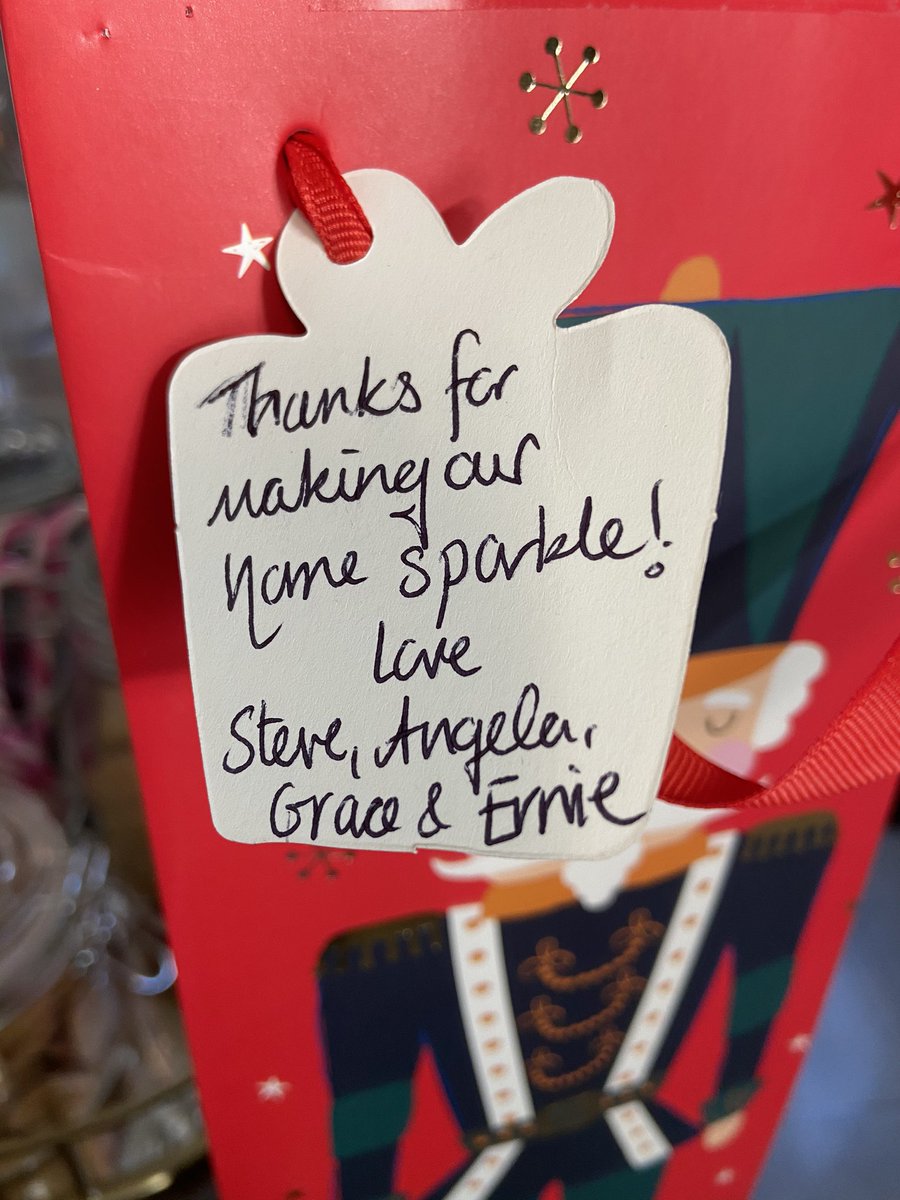 Thanks for
making our
home sparkle!
Love
Steve, Angela,
Grace & Ernie